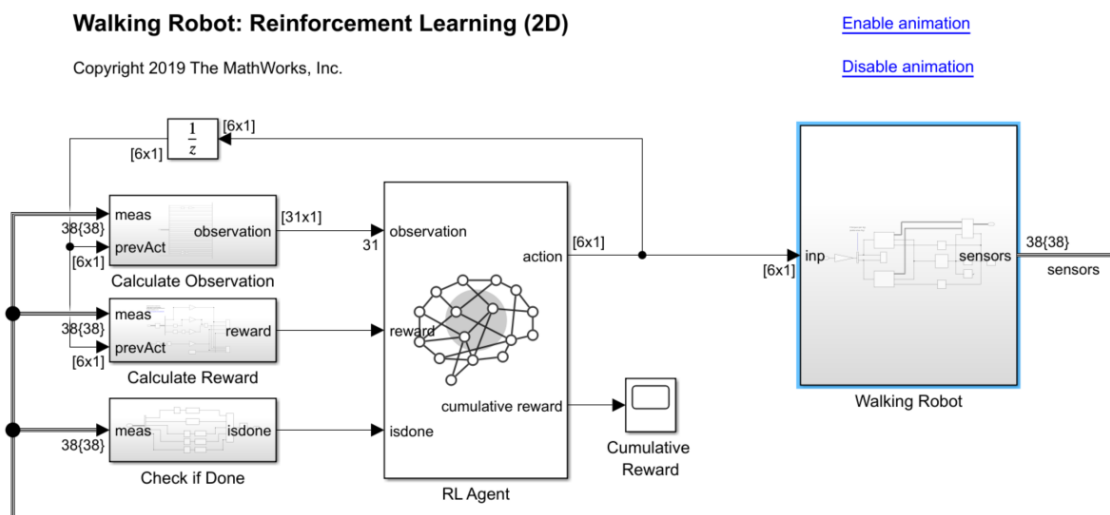 Walking Robot: Reinforcement Learning (2D)
Enable animation
Copyright 2019 The MathWorks, Inc.
Disable animation
1
z
[6x1]
[6x1]
meas
38{38}
prevAct
[6x1]
observation
[31x1]
Calculate Observation
meas
38{38}
prevAct
[6x1]
reward
Calculate Reward
meas
38{38}
isdone
Check if Done
31
observation
reward
isdone
action
[6x1]
cumulative reward
RL Agent
Cumulative
Reward
[6x1]
inp
sensors
38{38}
sensors
Walking Robot